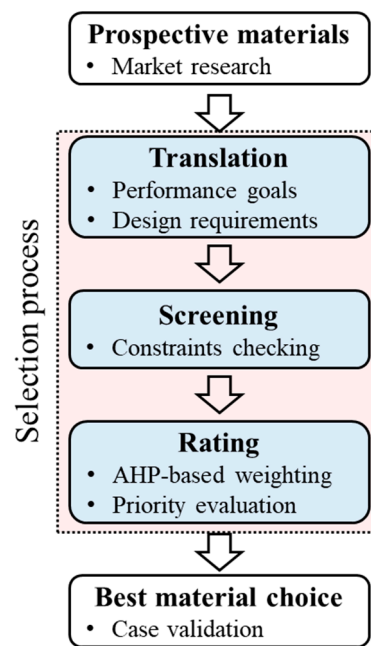 Prospective materials
• Market research
Selection process
Translation
• Performance goals
• Design requirements
Screening
• Constraints checking
Rating
• AHP-based weighting
• Priority evaluation
Best material choice
• Case validation